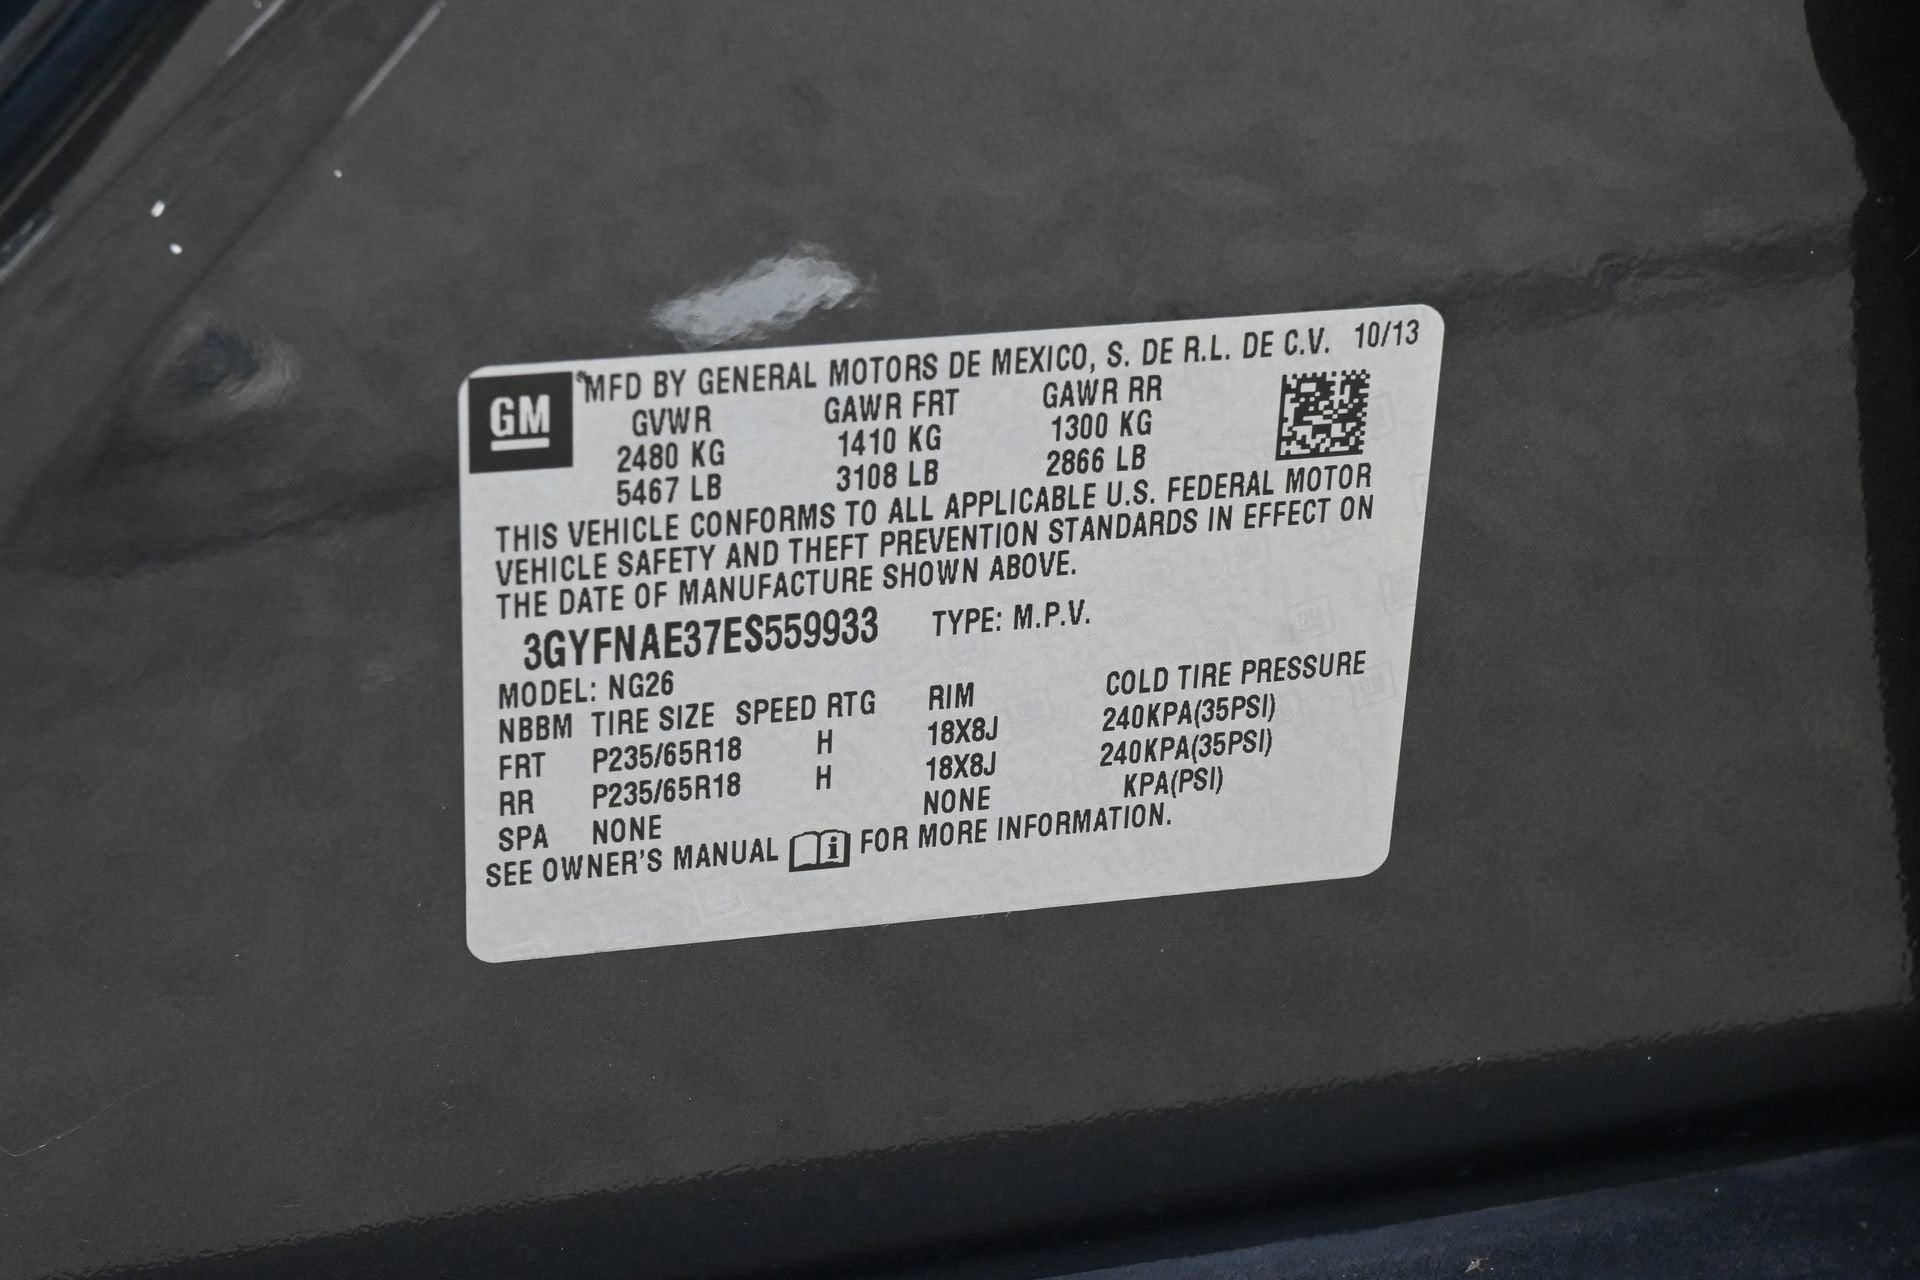 GM
MFD BY GENERAL MOTORS DE MEXICO, S. DE R.L. DE C.V. 10/13
GVWR GAWR FRT GAWR RR
2480 KG 1410 KG 1300 KG
5467 LB 3108 LB 2866 LB
THIS VEHICLE CONFORMS TO ALL APPLICABLE U.S. FEDERAL MOTOR
VEHICLE SAFETY AND THEFT PREVENTION STANDARDS IN EFFECT ON
THE DATE OF MANUFACTURE SHOWN ABOVE.
3GYFNAE37ES559933 TYPE: M.P.V.
MODEL: NG26
NBBM TIRE SIZE SPEED RTG RIM COLD TIRE PRESSURE
FRT P235/65R18 H 18X8J 240KPA(35PSI)
RR P235/65R18 H 18X8J 240KPA(35PSI)
SPA NONE NONE KPA(PSI)
SEE OWNER'S MANUAL i FOR MORE INFORMATION.